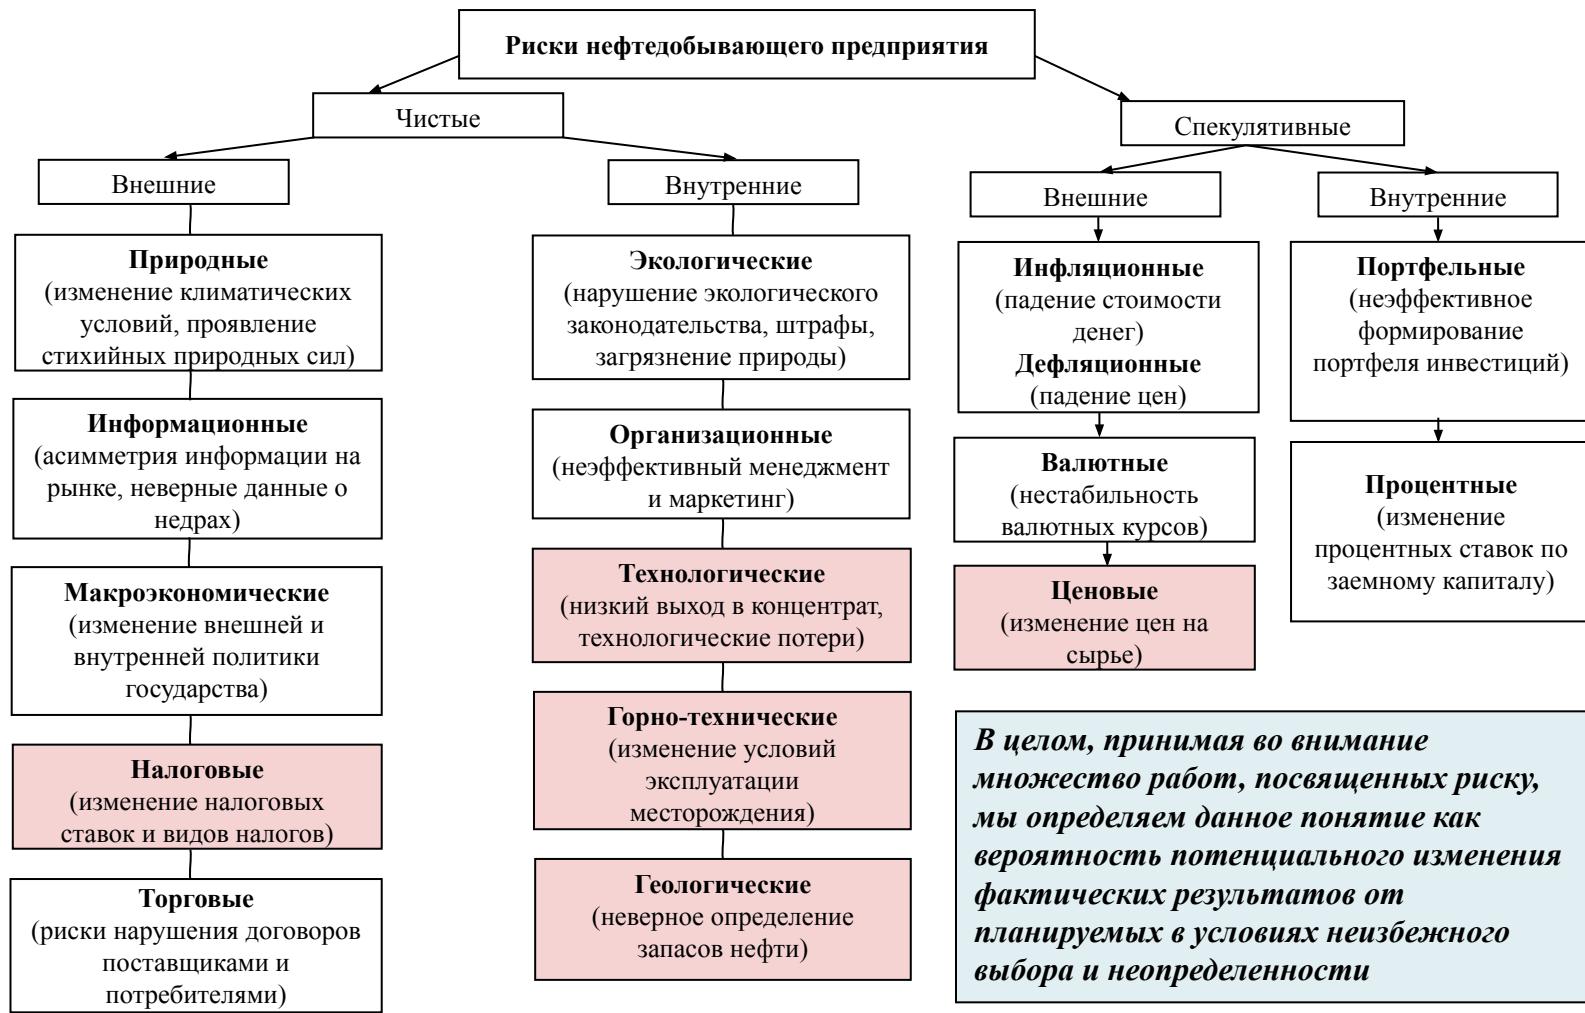 Риски нефтедобывающего предприятия
Чистые
Спекулятивные
Внешние
Внутренние
Внешние
Внутренние
Природные
(изменение климатических
условий, проявление
стихийных природных сил)
Информационные
(асимметрия информации на
рынке, неверные данные о
недрах)
Макроэкономические
(изменение внешней и
внутренней политики
государства)
Налоговые
(изменение налоговых
ставок и видов налогов)
Торговые
(риски нарушения договоров
поставщиками и
потребителями)
Экологические
(нарушение экологического
законодательства, штрафы,
загрязнение природы)
Организационные
(неэффективный менеджмент
и маркетинг)
Технологические
(низкий выход в концентрат,
технологические потери)
Горно-технические
(изменение условий
эксплуатации
месторождения)
Геологические
(неверное определение
запасов нефти)
Инфляционные
(падение стоимости
денег)
Дефляционные
(падение цен)
Валютные
(нестабильность
валютных курсов)
Ценовые
(изменение цен на
сырье)
Портфельные
(неэффективное
формирование
портфеля инвестиций)
Процентные
(изменение
процентных ставок по
заемному капиталу)
В целом, принимая во внимание
множество работ, посвященных риску,
мы определяем данное понятие как
вероятность потенциального изменения
фактических результатов от
планируемых в условиях неизбежного
выбора и неопределенности